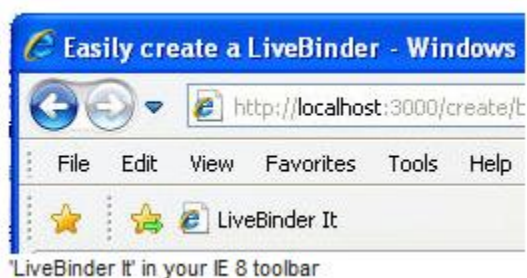 Easily create a LiveBinder - Windows
http://localhost:3000/create/t
File Edit View Favorites Tools Help
LiveBinder It
'LiveBinder It' in your IE 8 toolbar